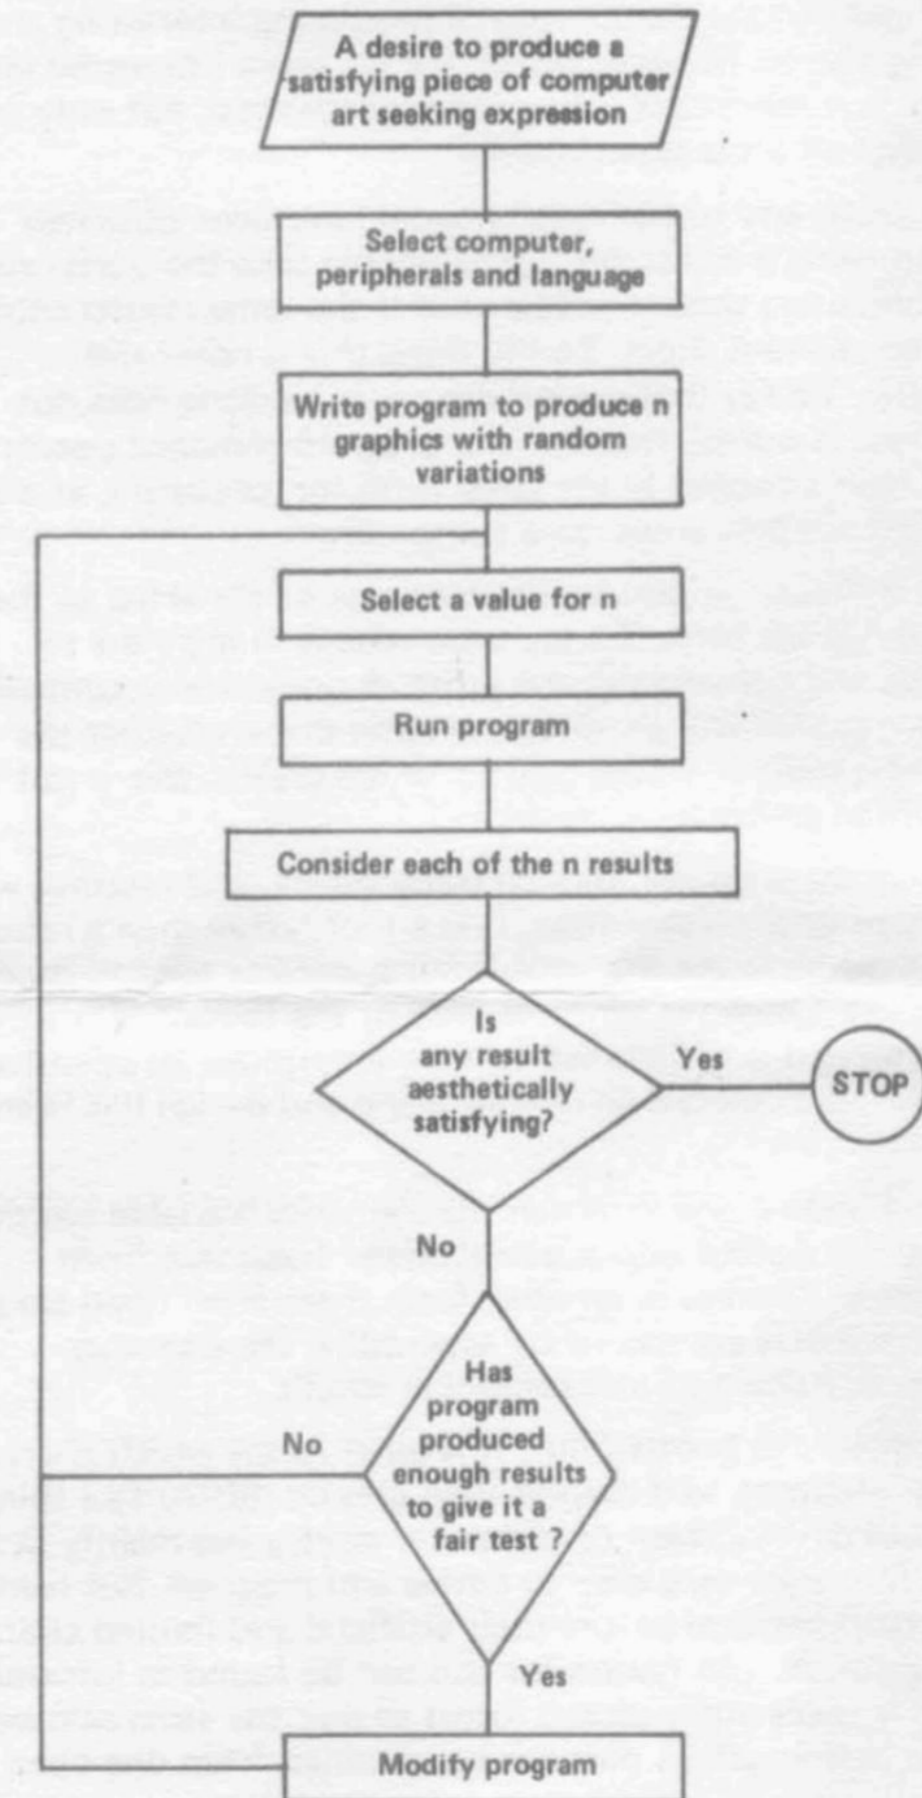 A desire to produce a
satisfying piece of computer
art seeking expression
Select computer,
peripherals and language
Write program to produce n
graphics with random
variations
Select a value for n
Run program
Consider each of the n results
Is
any result
aesthetically
satisfying?
Yes
STOP
No
Has
program
produced
enough results
to give it a
fair test ?
No
Yes
Modify program